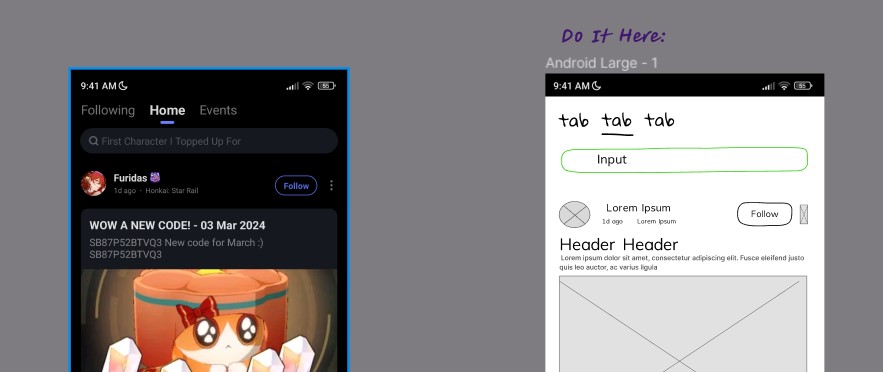 Do It Here:
Android Large - 1
9:41 AM
55
Following Home Events
First Character I Topped Up For
Furidas
1d ago · Honkai: Star Rail
Follow
WOW A NEW CODE! - 03 Mar 2024
SB87P52BTVQ3 New code for March :)
SB87P52BTVQ3
9:41 AM
55
tab tab tab
Input
Lorem Ipsum
1d ago Lorem Ipsum
Follow
Header Header
Lorem ipsum dolor sit amet, consectetur adipiscing elit. Fusce eleifend justo
quis leo auctor, ac varius ligula